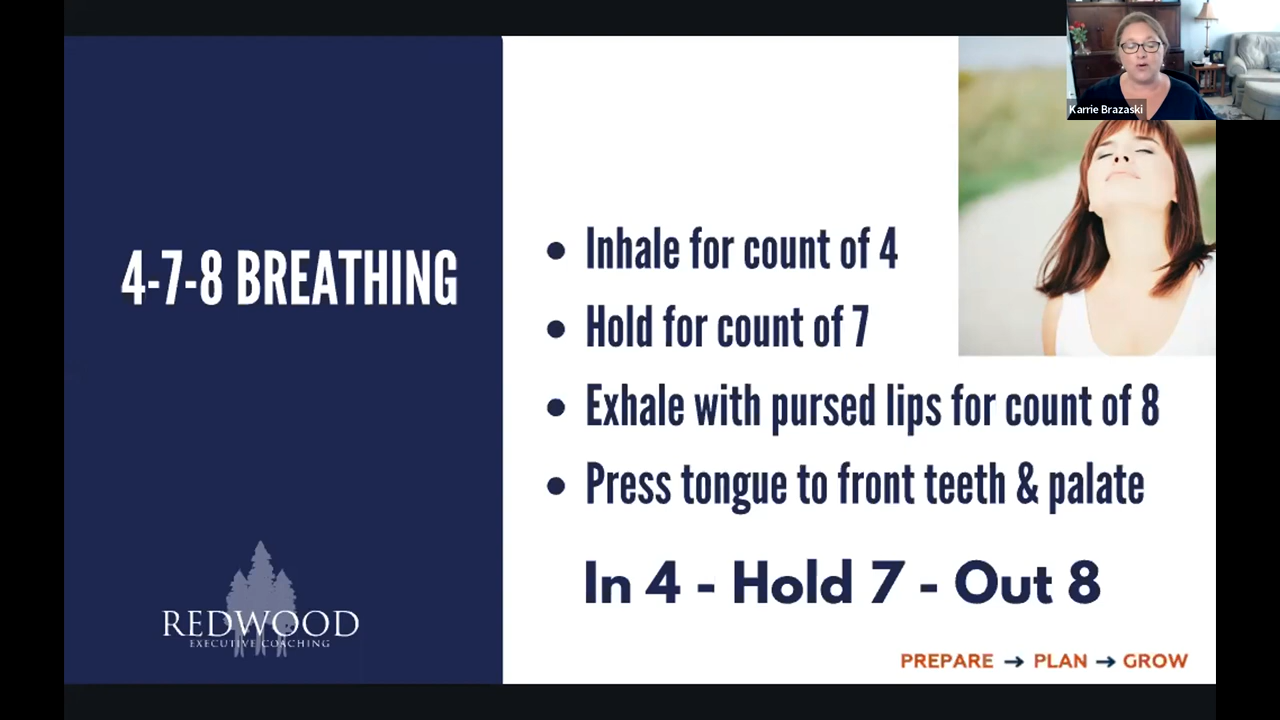 Karrie Brazaski
4-7-8 BREATHING
• Inhale for count of 4
• Hold for count of 7
• Exhale with pursed lips for count of 8
• Press tongue to front teeth & palate
In 4 - Hold 7 - Out 8
REDWOOD
EXECUTIVE COACHING
PREPARE → PLAN → GROW